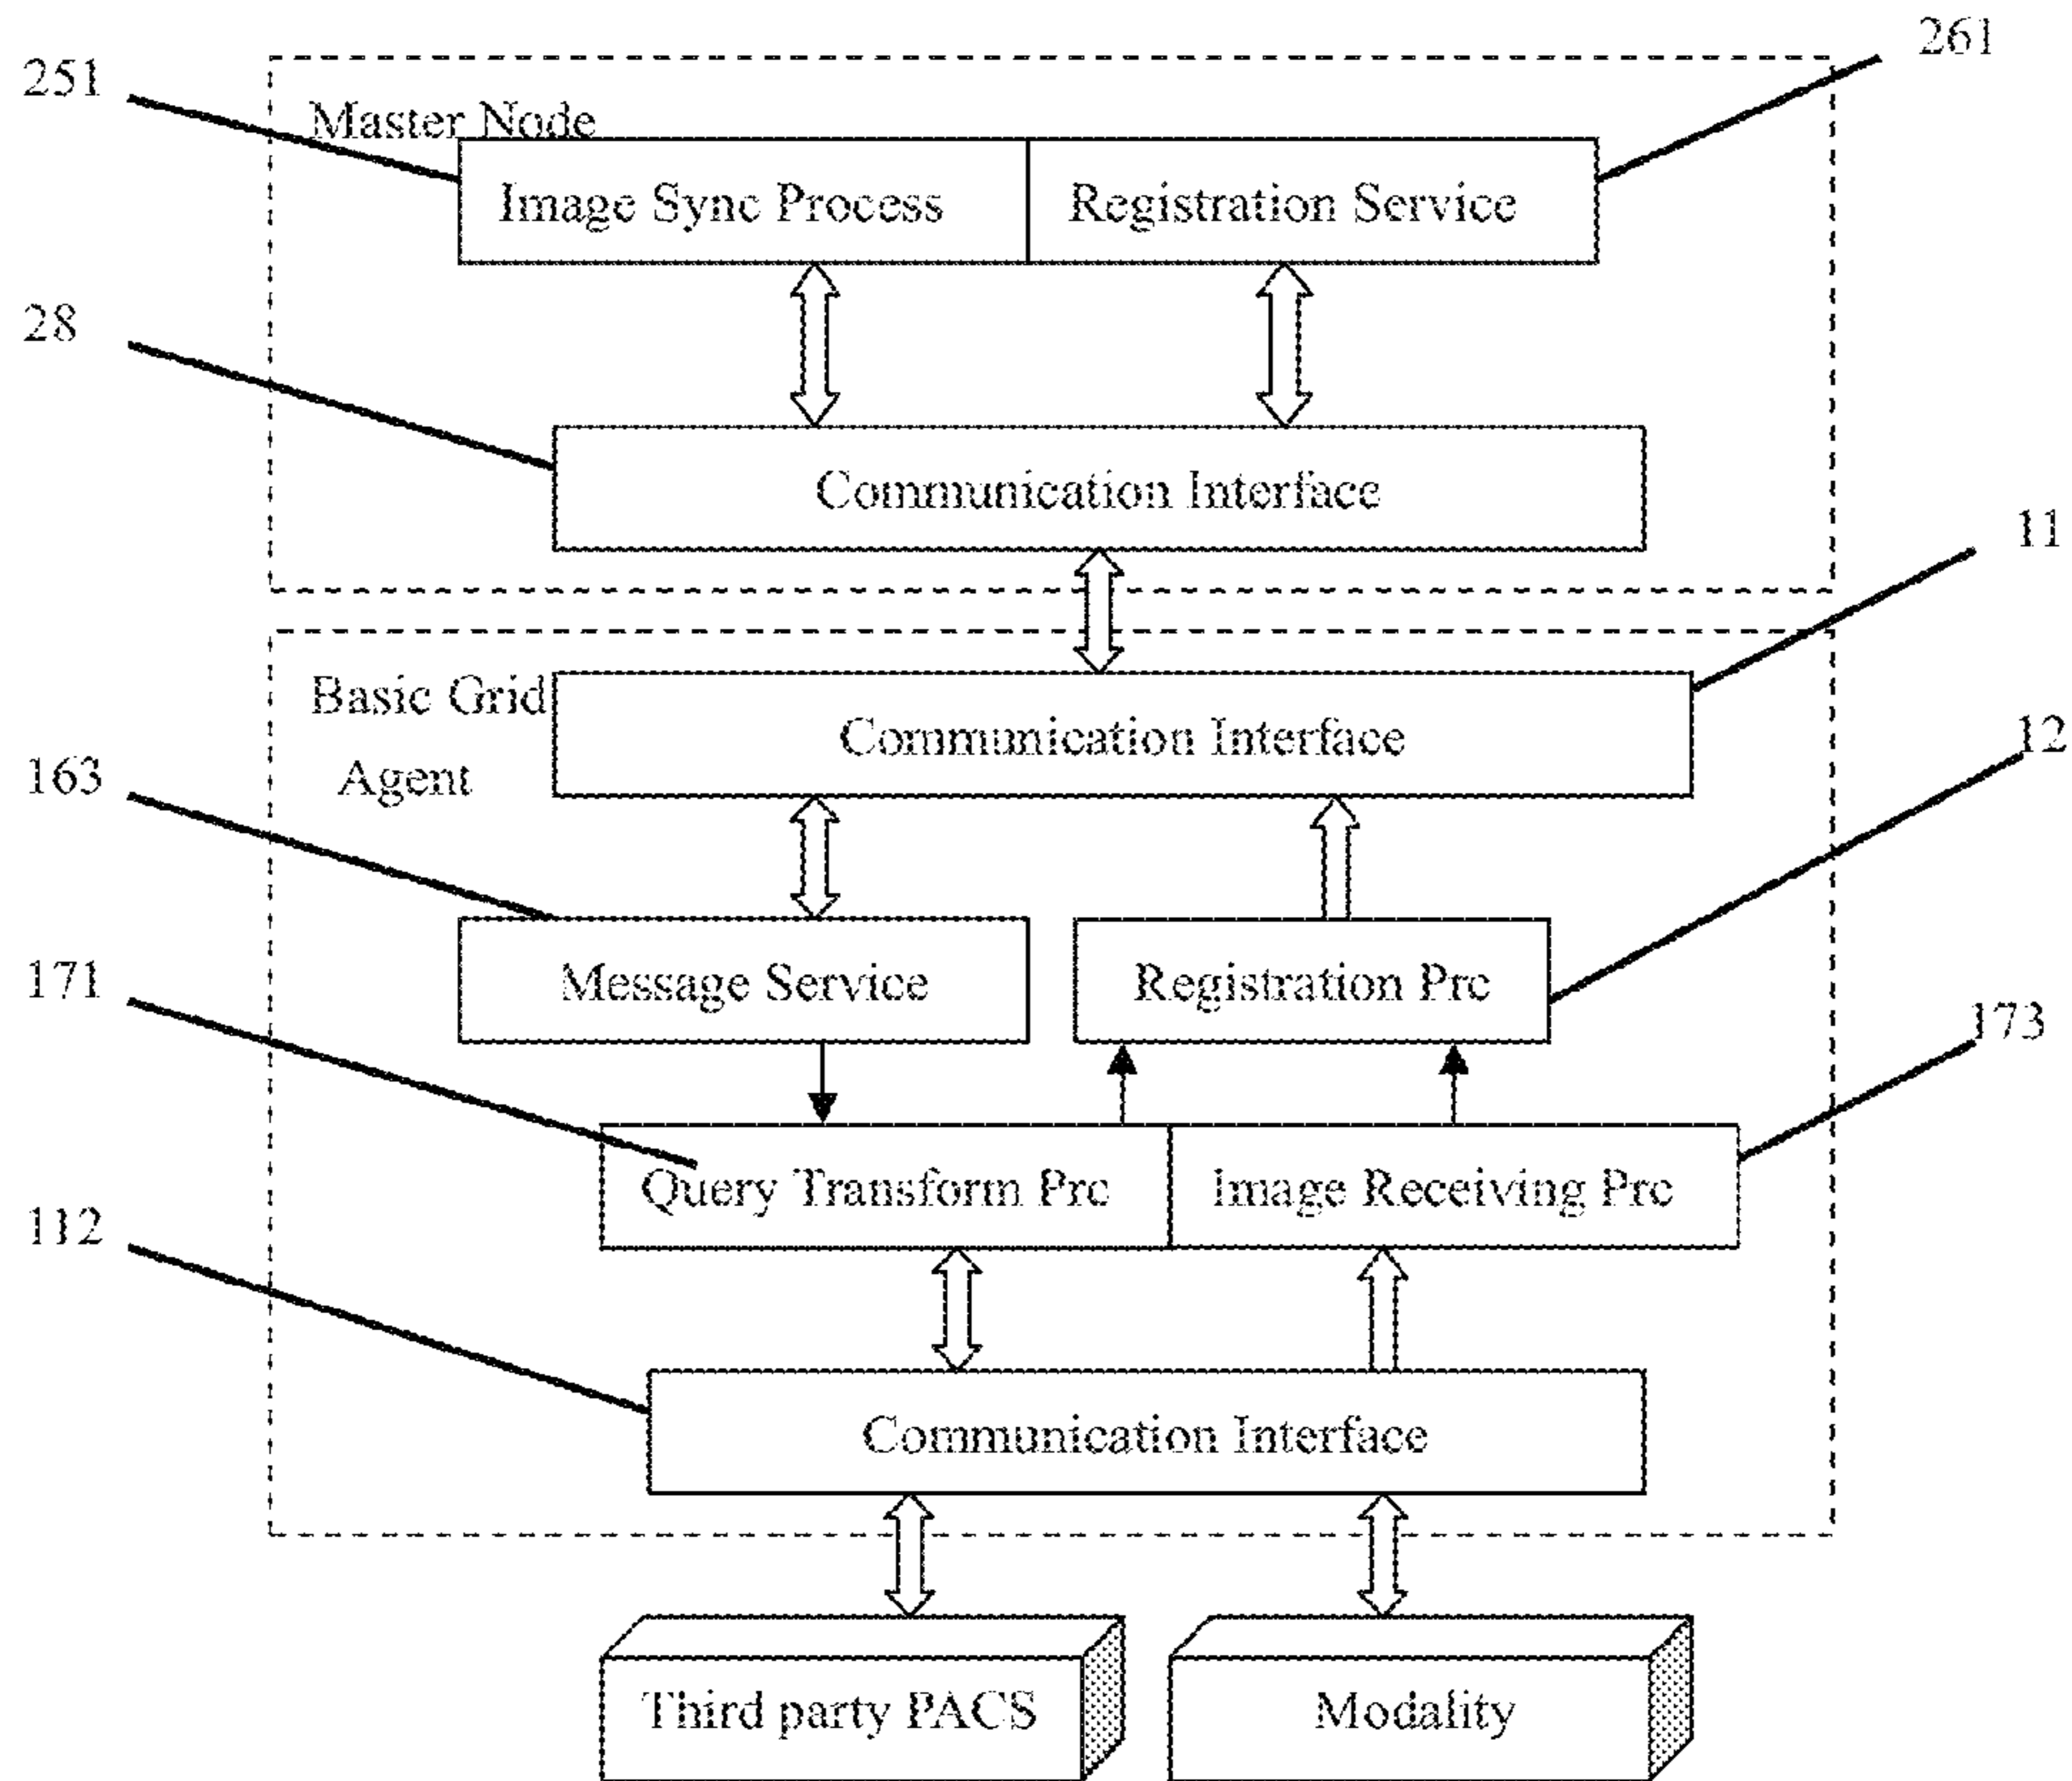 261
251
Master Node
Image Sync Process
Registration Service
28
Communication Interface
11
Basic Grid
Agent
Communication Interface
12
163
Message Service
Registration Prc
171
173
Query Transform Prc
Image Receiving Prc
112
Communication Interface
Third party PACS
Modality